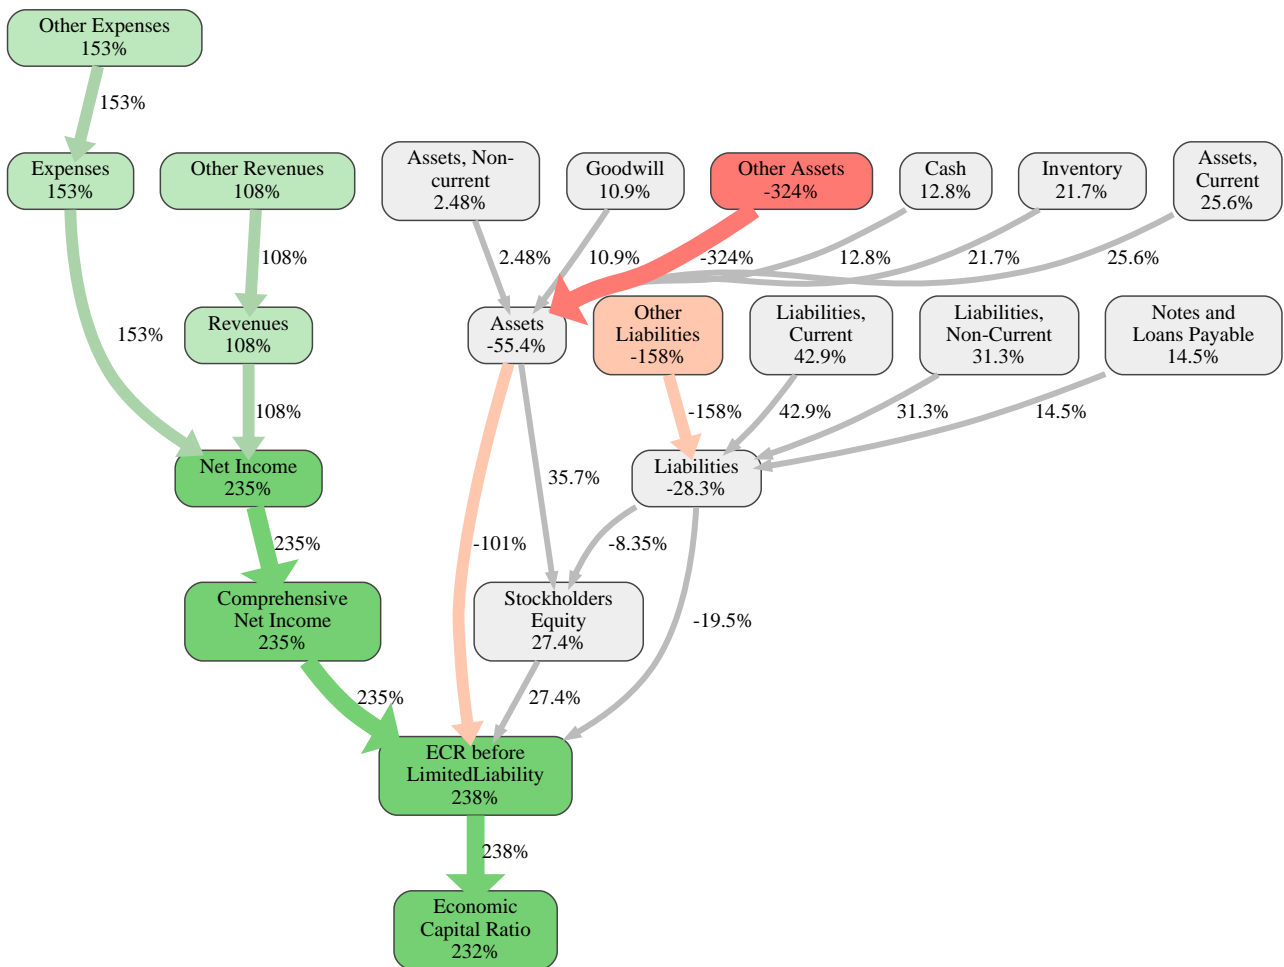 Other Expenses
153%
153%
Expenses
153%
Other Revenues
108%
Assets, Non-
current
2.48%
Goodwill
10.9%
Other Assets
-324%
Cash
12.8%
Inventory
21.7%
Assets,
Current
25.6%
108%
2.48%
10.9%
-324%
12.8%
21.7%
25.6%
153%
Revenues
108%
Assets
-55.4%
Other
Liabilities
-158%
Liabilities,
Current
42.9%
Liabilities,
Non-Current
31.3%
Notes and
Loans Payable
14.5%
108%
-158%
42.9%
31.3%
14.5%
Net Income
235%
35.7%
Liabilities
-28.3%
235%
-101%
-8.35%
Comprehensive
Net Income
235%
Stockholders
Equity
27.4%
-19.5%
235%
27.4%
ECR before
LimitedLiability
238%
238%
Economic
Capital Ratio
232%